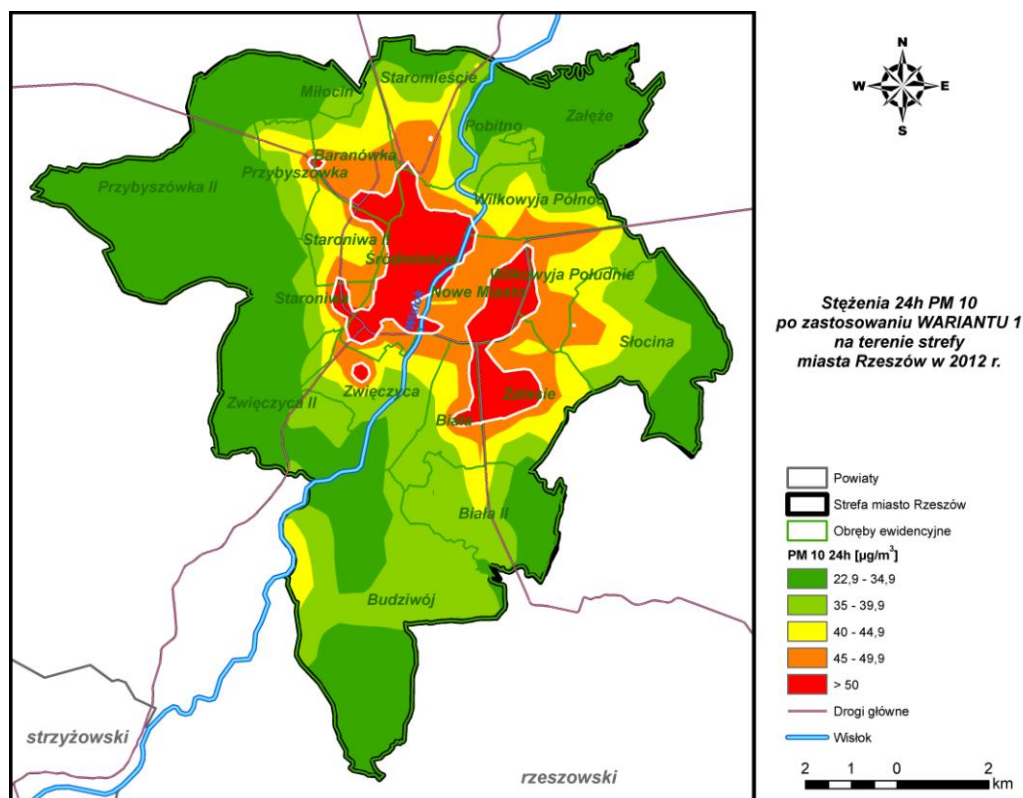 Staromieście
Miłocin
Pobitno
Załęże
Baranówka
Przybyszówka
Przybyszówka II
Wilkowyja Północ
Staroniwa II
Śródmieście
Wilkowyja Południe
Nowe Miasto
Staroniwa
Wisłok
Słocina
Zwięczyca
Zwięczyca II
Zalesie
Biała
Biała II
Budziwój
strzyżowski
rzeszowski
N
W E
S
Stężenia 24h PM 10
po zastosowaniu WARIANTU 1
na terenie strefy
miasta Rzeszów w 2012 r.
Powiaty
Strefa miasto Rzeszów
Obręby ewidencyjne
PM 10 24h [µg/m³]
22,9 - 34,9
35 - 39,9
40 - 44,9
45 - 49,9
> 50
Drogi główne
Wisłok
2 1 0 2
km